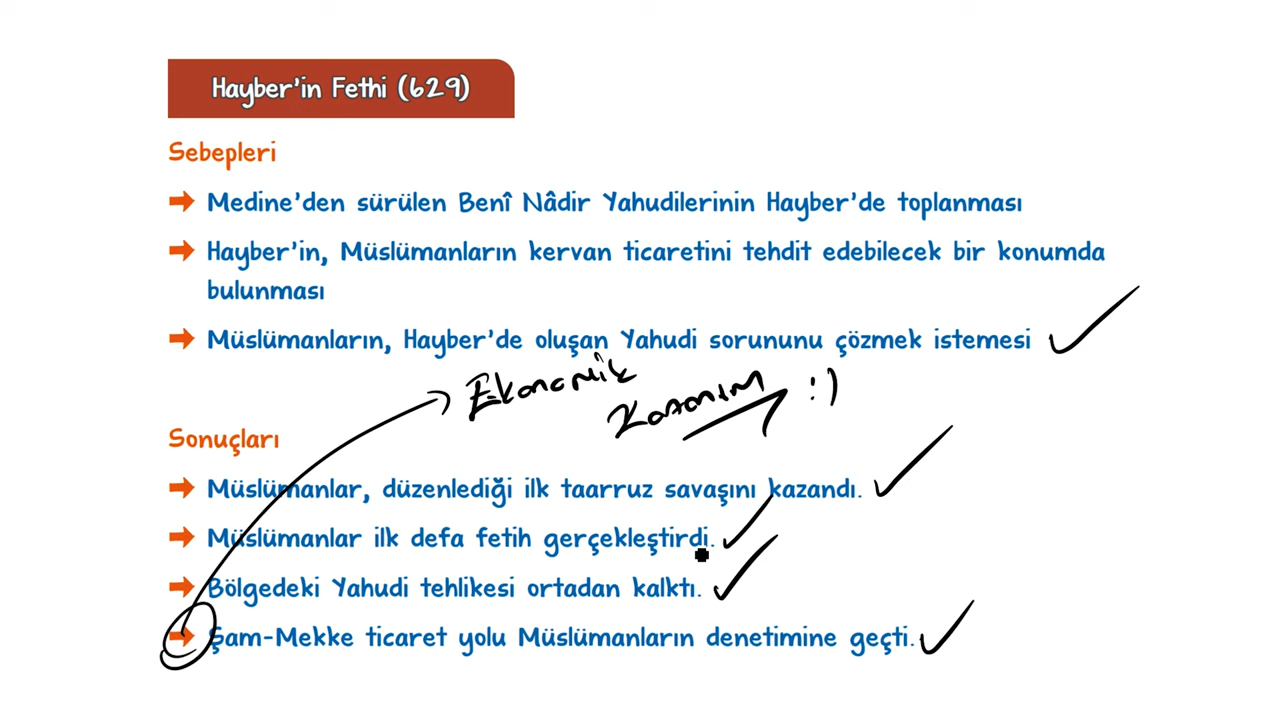 Hayber'in Fethi (629)
Sebepleri
Medine'den sürülen Benî Nâdir Yahudilerinin Hayber'de toplanması
Hayber'in, Müslümanların kervan ticaretini tehdit edebilecek bir konumda
bulunması
Müslümanların, Hayber'de oluşan Yahudi sorununu çözmek istemesi
Ekonomik
Kazanım :)
Sonuçları
Müslümanlar, düzenlediği ilk taarruz savaşını kazandı.
Müslümanlar ilk defa fetih gerçekleştirdi.
Bölgedeki Yahudi tehlikesi ortadan kalktı.
Şam-Mekke ticaret yolu Müslümanların denetimine geçti.